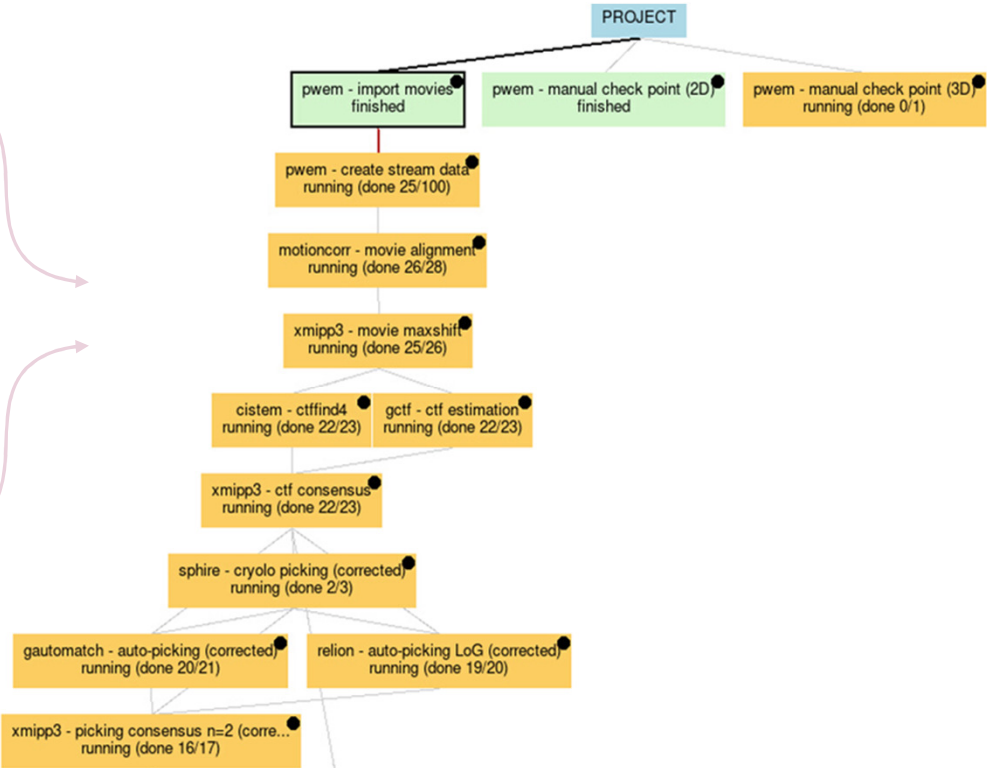 PROJECT
pwem - import movies
finished
pwem - manual check point (2D)
finished
pwem - manual check point (3D)
running (done 0/1)
pwem - create stream data
running (done 25/100)
motioncorr - movie alignment
running (done 26/28)
xmipp3 - movie maxshift
running (done 25/26)
cistem - ctffind4
running (done 22/23)
gctf - ctf estimation
running (done 22/23)
xmipp3 - ctf consensus
running (done 22/23)
sphire - cryolo picking (corrected)
running (done 2/3)
gautomatch - auto-picking (corrected)
running (done 20/21)
relion - auto-picking LoG (corrected)
running (done 19/20)
xmipp3 - picking consensus n=2 (corre...
running (done 16/17)